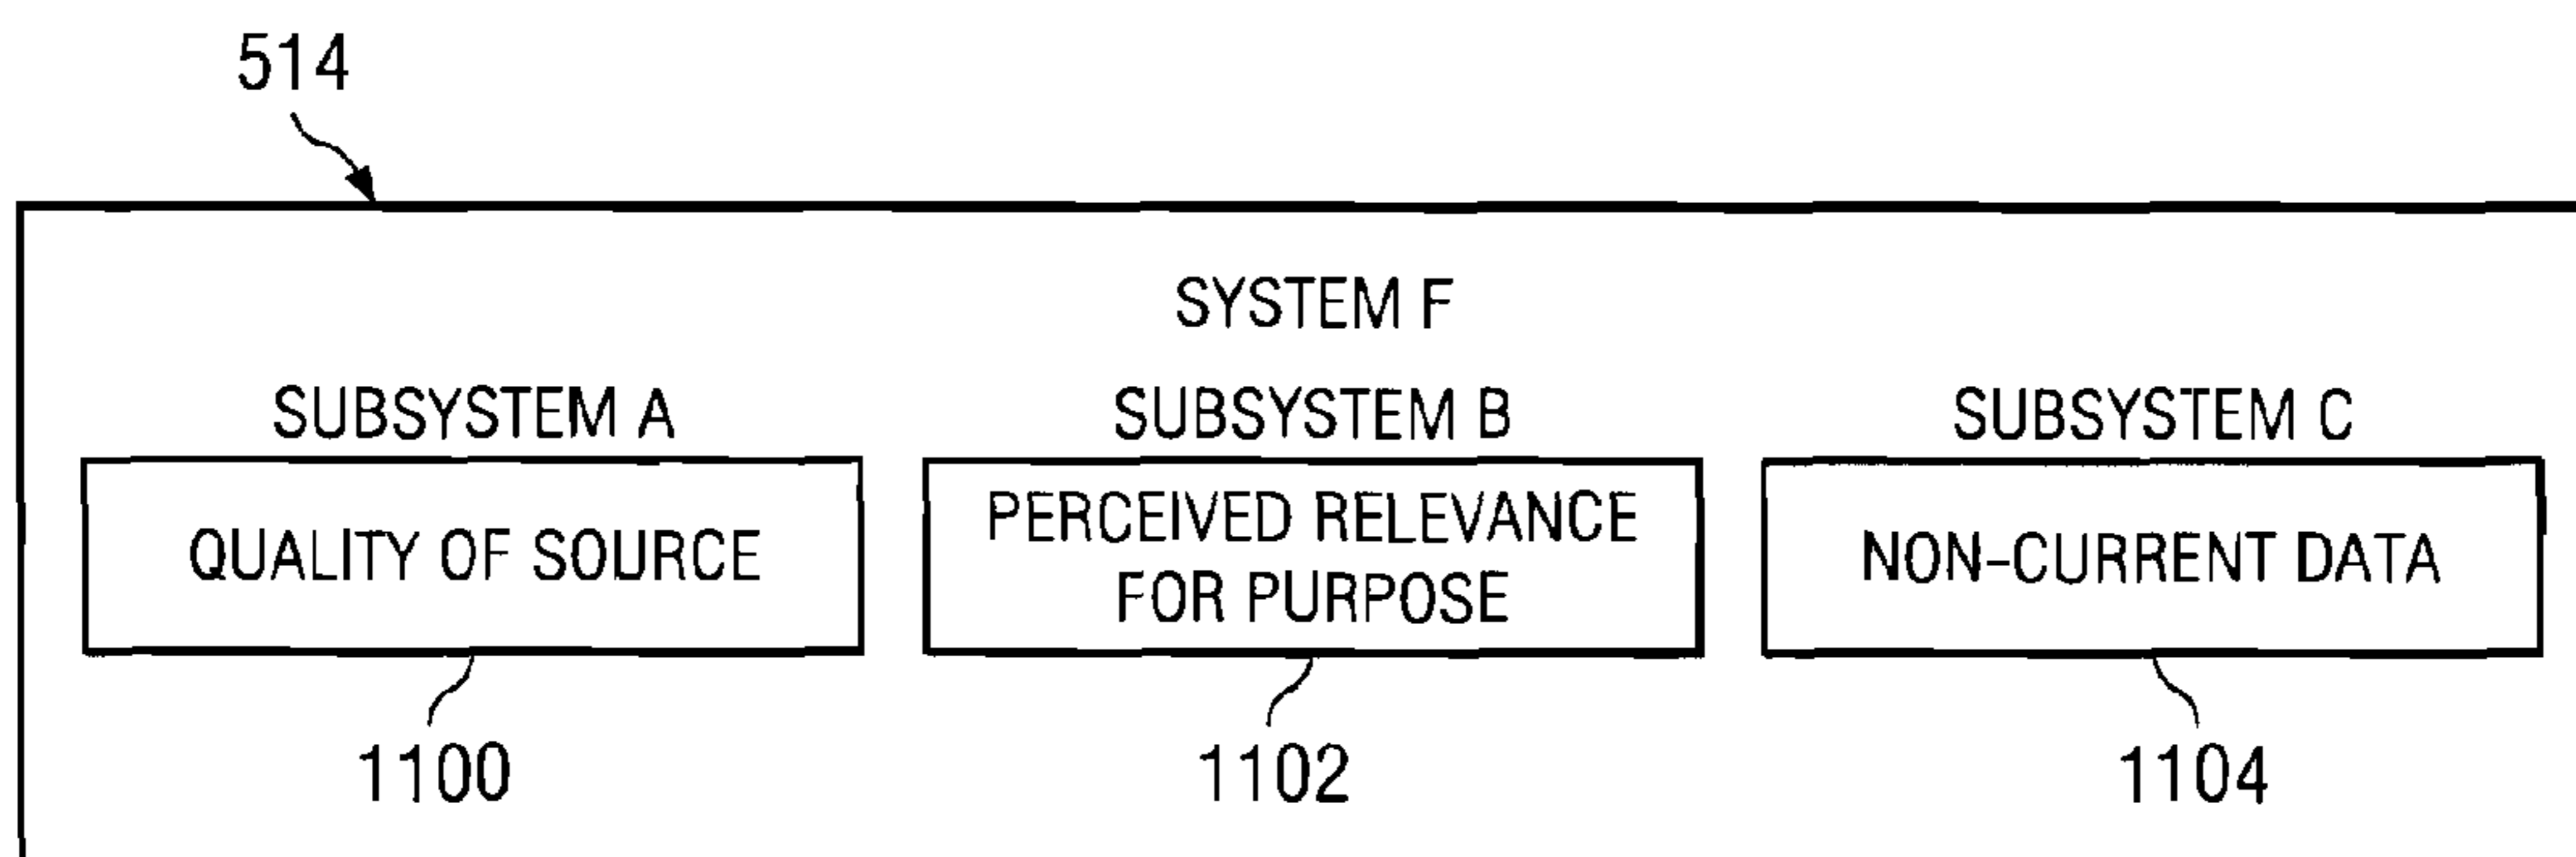 514
SYSTEM F
SUBSYSTEM A
SUBSYSTEM B
SUBSYSTEM C
QUALITY OF SOURCE
PERCEIVED RELEVANCE
FOR PURPOSE
NON-CURRENT DATA
1100
1102
1104